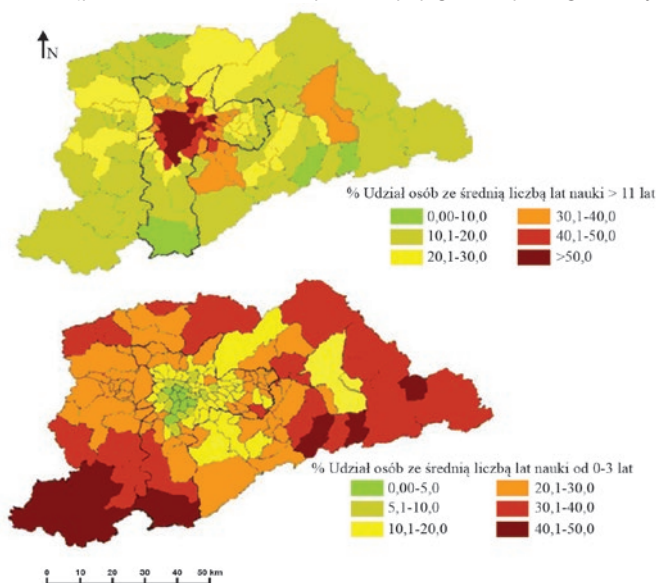 N
% Udział osób ze średnią liczbą lat nauki > 11 lat
0,00-10,0 30,1-40,0
10,1-20,0 40,1-50,0
20,1-30,0 >50,0
% Udział osób ze średnią liczbą lat nauki od 0-3 lat
0,00-5,0 20,1-30,0
5,1-10,0 30,1-40,0
10,1-20,0 40,1-50,0
0 10 20 30 40 50 km